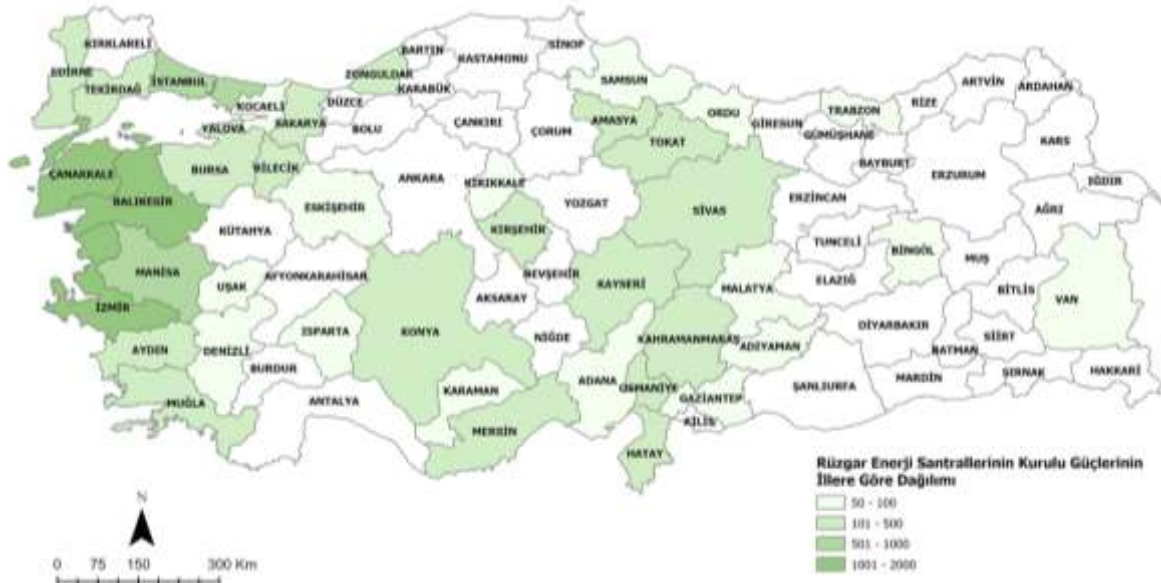 KIRKLARELİ
EDİRNE
TEKİRDAĞ
İSTANBUL
KOCAELİ
YALOVA
SAKARYA
DÜZCE
BOLU
ZONGULDAK
BARTIN
KARABÜK
KASTAMONU
SİNOP
ÇANKIRI
ÇORUM
SAMSUN
AMASYA
TOKAT
ORDU
GİRESUN
TRABZON
GÜMÜŞHANE
BAYBURT
RİZE
ARTVİN
ARDAHAN
KARS
IĞDIR
AĞRI
ERZURUM
ERZİNCAN
ÇANAKKALE
BALIKESİR
BURSA
BİLECİK
ESKİŞEHİR
KÜTAHYA
ANKARA
KIRIKKALE
KIRŞEHİR
YOZGAT
SİVAS
TUNCELİ
BİNGÖL
MUŞ
ELAZIĞ
BİTLİS
VAN
MANİSA
İZMİR
UŞAK
AFYONKARAHİSAR
AKSARAY
NEVŞEHİR
KAYSERİ
MALATYA
DİYARBAKIR
BATMAN
SİİRT
ŞIRNAK
HAKKARİ
AYDIN
DENİZLİ
ISPARTA
BURDUR
KONYA
NİĞDE
KARAMAN
ADANA
KAHRAMANMARAŞ
ADIYAMAN
OSMANİYE
GAZİANTEP
KİLİS
ŞANLIURFA
MARDİN
MUĞLA
ANTALYA
MERSİN
HATAY
Rüzgar Enerji Santrallerinin Kurulu Güçlerinin
İllere Göre Dağılımı
50 - 100
101 - 500
501 - 1000
1001 - 2000
N
0 75 150 300 Km